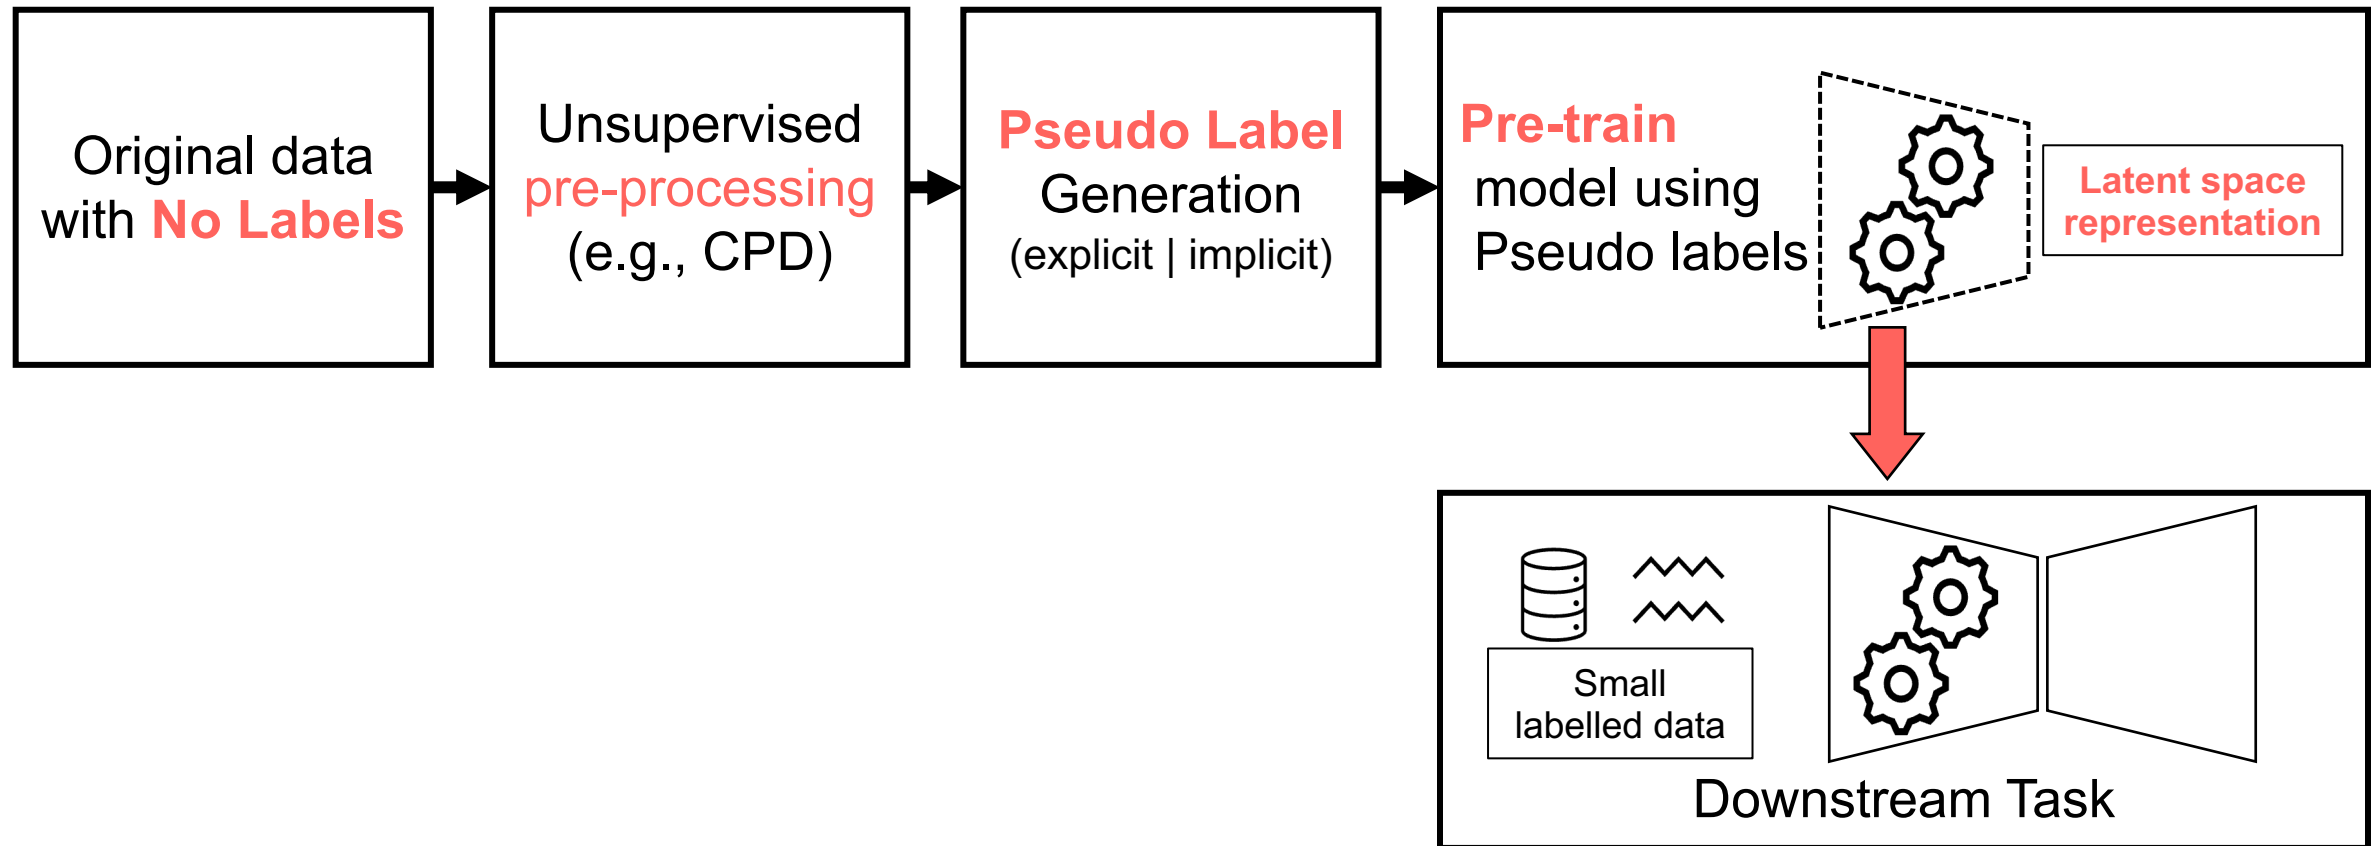 Original data
with No Labels
Unsupervised
pre-processing
(e.g., CPD)
Pseudo Label
Generation
(explicit | implicit)
Pre-train
model using
Pseudo labels
Latent space
representation
Small
labelled data
Downstream Task